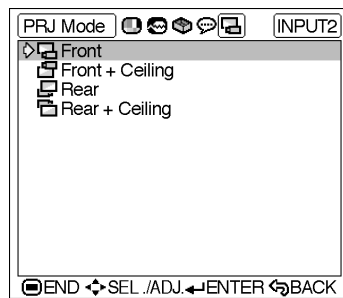 PRJ Mode INPUT2
Front
Front + Ceiling
Rear
Rear + Ceiling
END SEL./ADJ. ENTER BACK